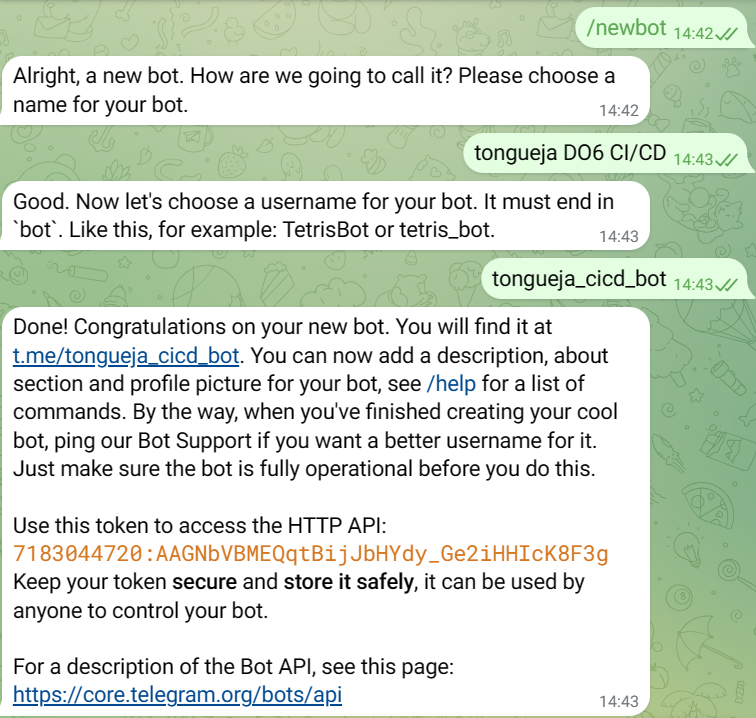 /newbot 14:42
Alright, a new bot. How are we going to call it? Please choose a
name for your bot.
14:42
tongueja DO6 CI/CD 14:43
Good. Now let's choose a username for your bot. It must end in
`bot`. Like this, for example: TetrisBot or tetris_bot.
14:43
tongueja_cicd_bot 14:43
Done! Congratulations on your new bot. You will find it at
t.me/tongueja_cicd_bot. You can now add a description, about
section and profile picture for your bot, see /help for a list of
commands. By the way, when you've finished creating your cool
bot, ping our Bot Support if you want a better username for it.
Just make sure the bot is fully operational before you do this.
Use this token to access the HTTP API:
7183044720:AAGNbVBMEQqtBijJbHYdy_Ge2iHHIcK8F3g
Keep your token secure and store it safely, it can be used by
anyone to control your bot.
For a description of the Bot API, see this page:
https://core.telegram.org/bots/api
14:43